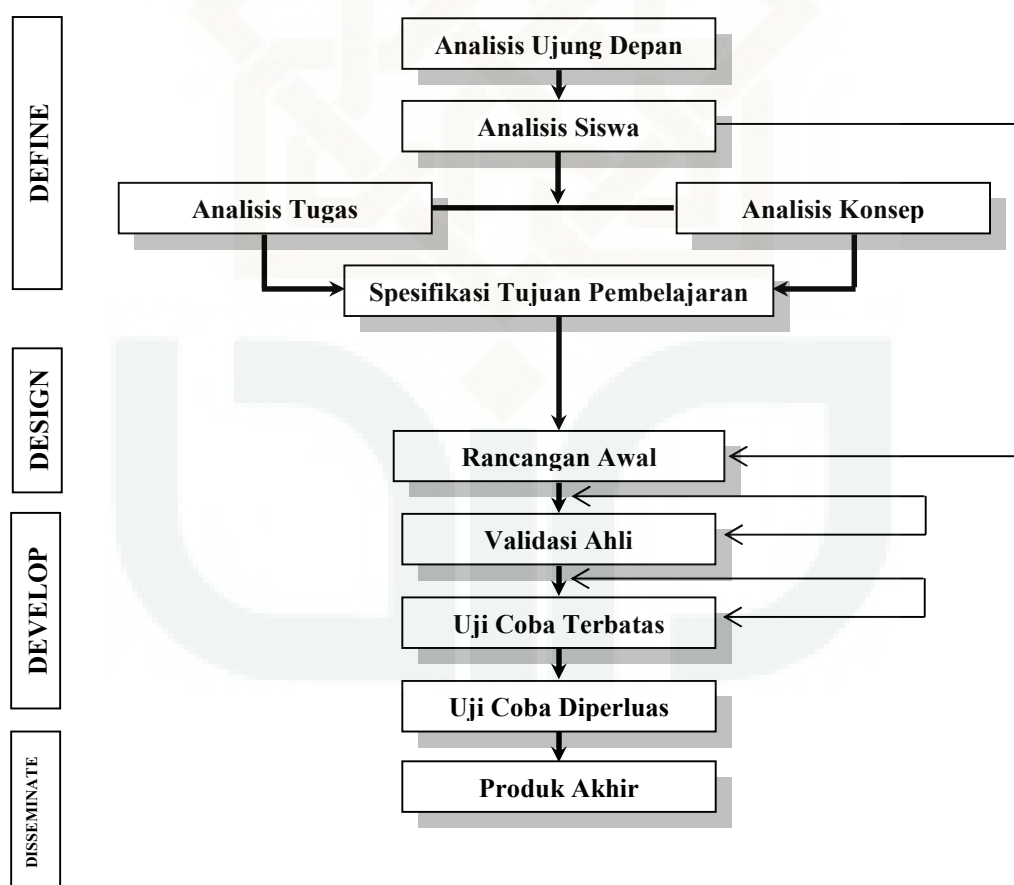 DEFINE
Analisis Ujung Depan
Analisis Siswa
Analisis Tugas
Analisis Konsep
Spesifikasi Tujuan Pembelajaran
DESIGN
Rancangan Awal
DEVELOP
Validasi Ahli
Uji Coba Terbatas
Uji Coba Diperluas
DISSEMINATE
Produk Akhir